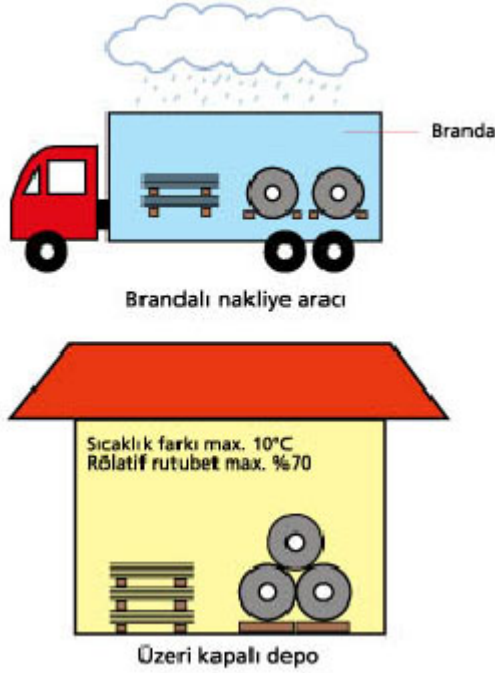 Branda
Brandalı nakliye aracı
Sıcaklık farkı max. 10°C
Rölatif rutubet max. %70
Üzeri kapalı depo